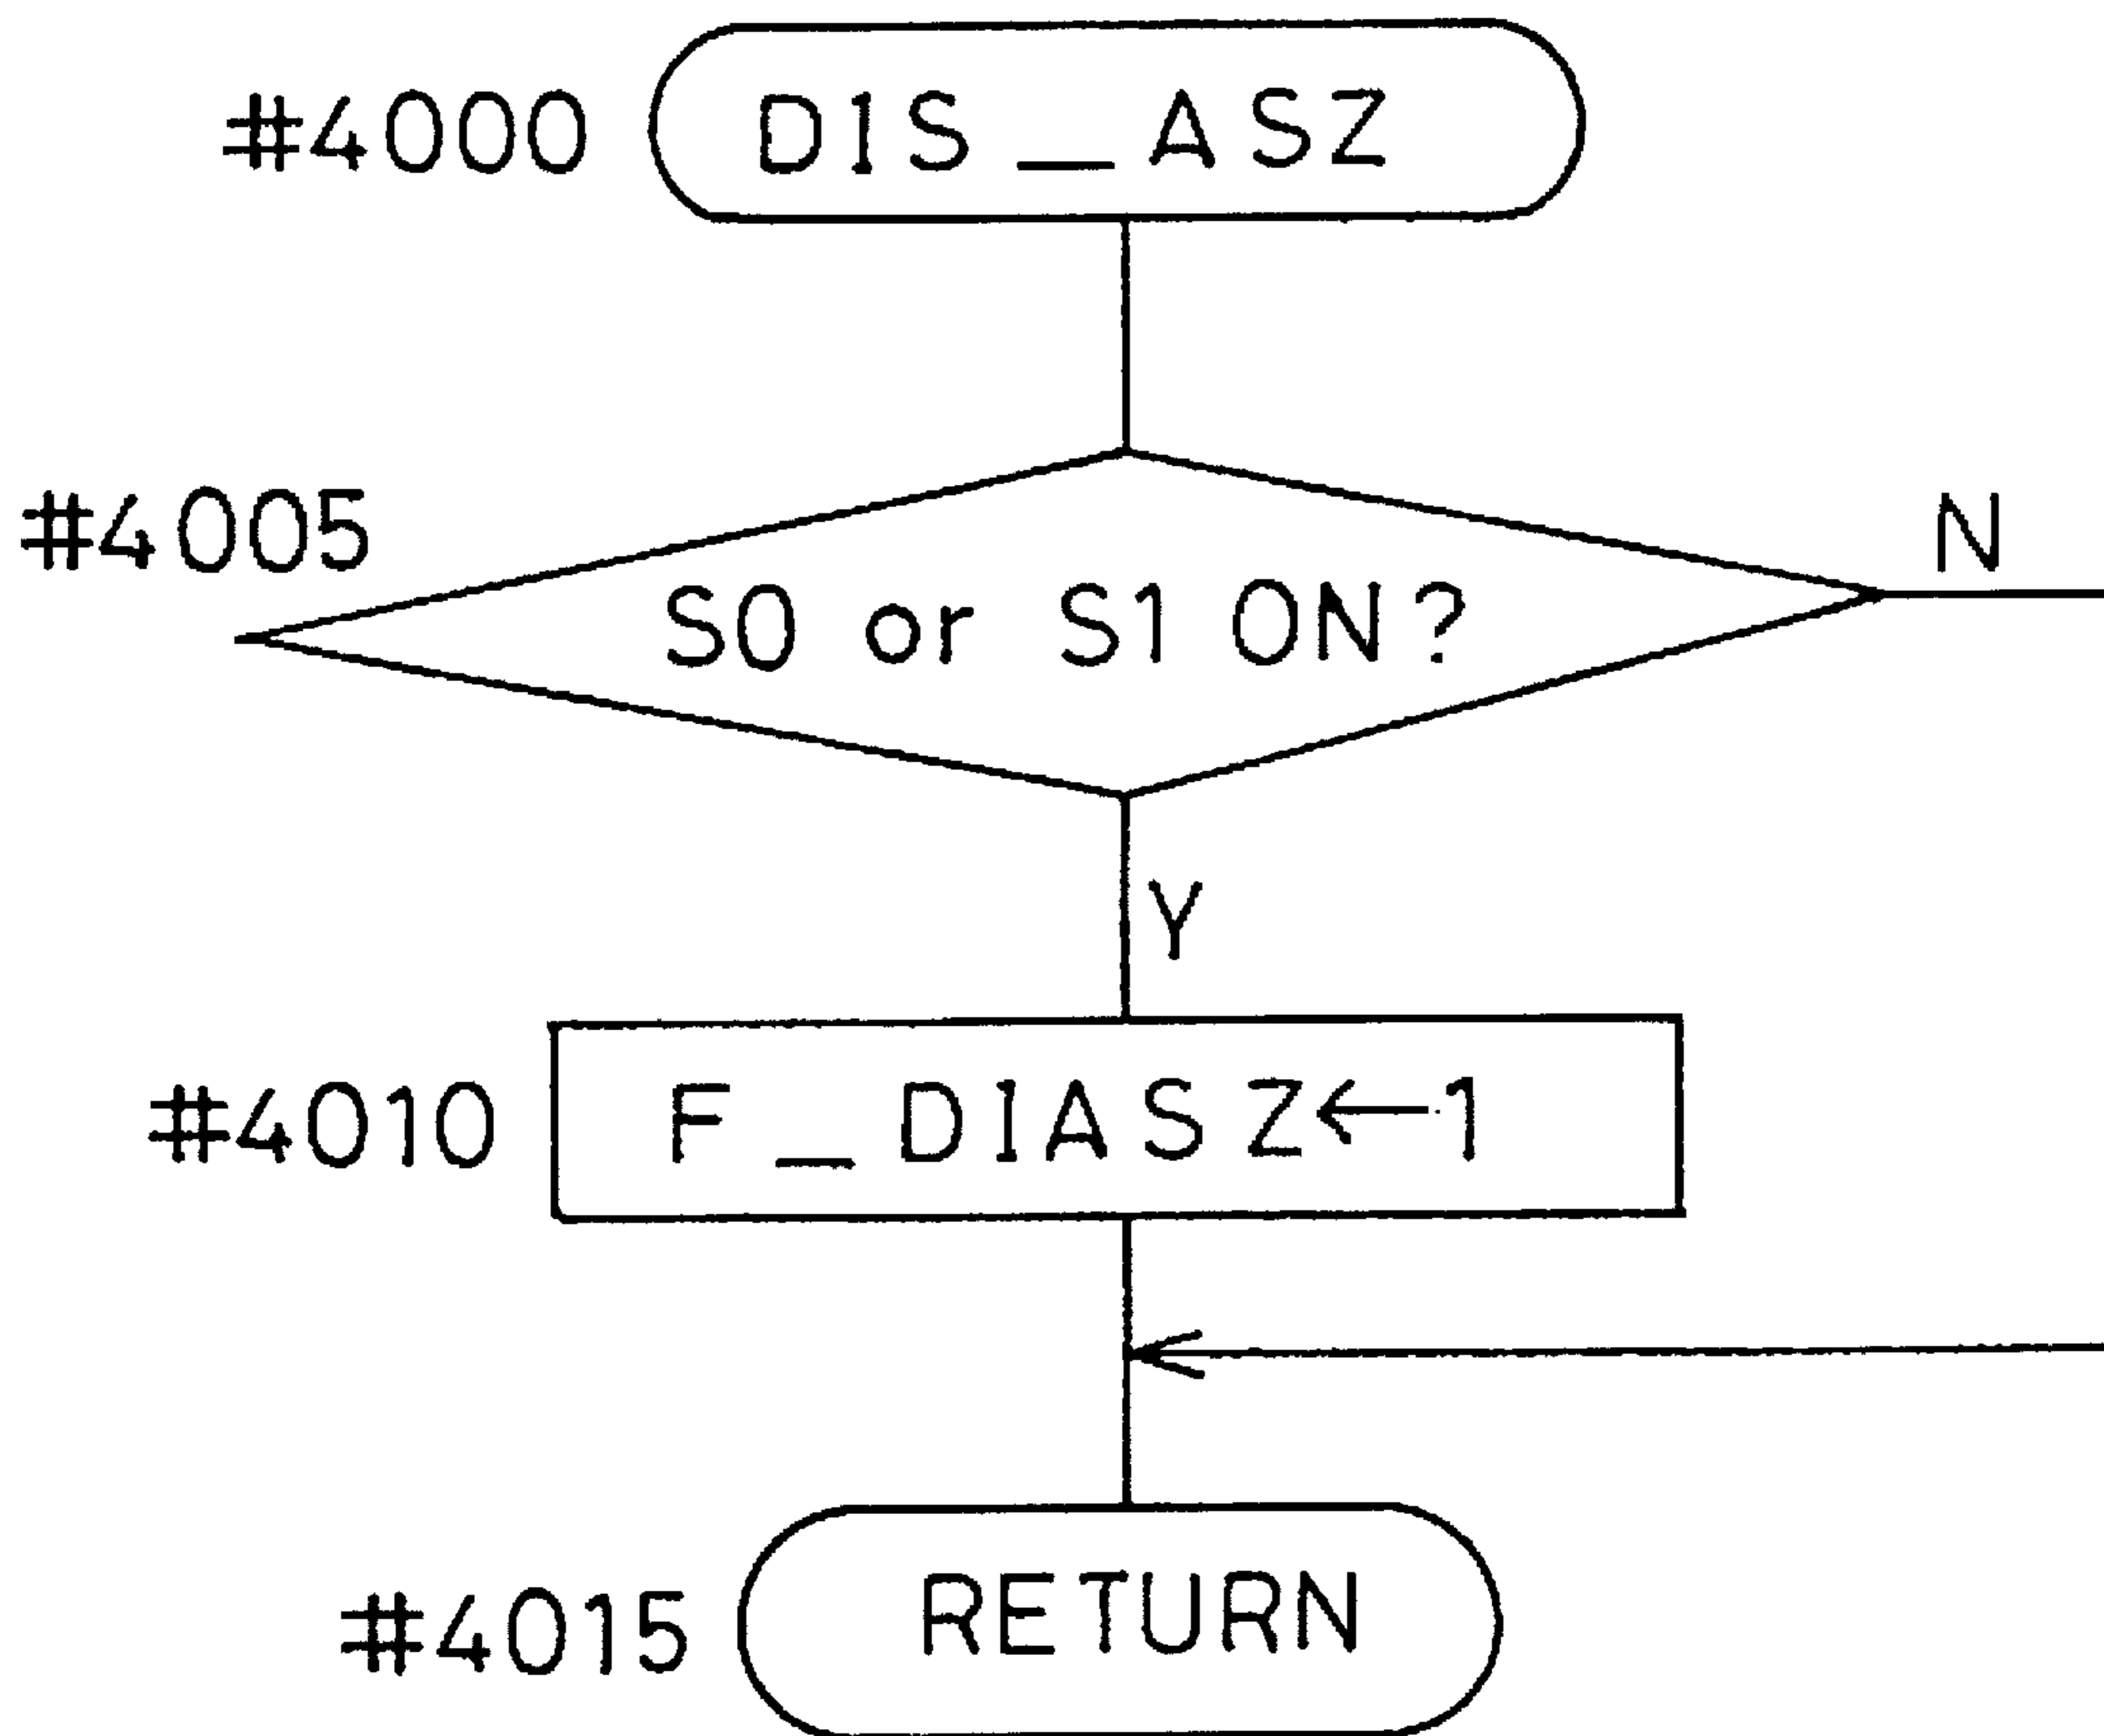 #4000 DIS_ASZ
#4005
N
S0 or S1 ON?
Y
#4010 F_DIASZ←1
#4015 RETURN